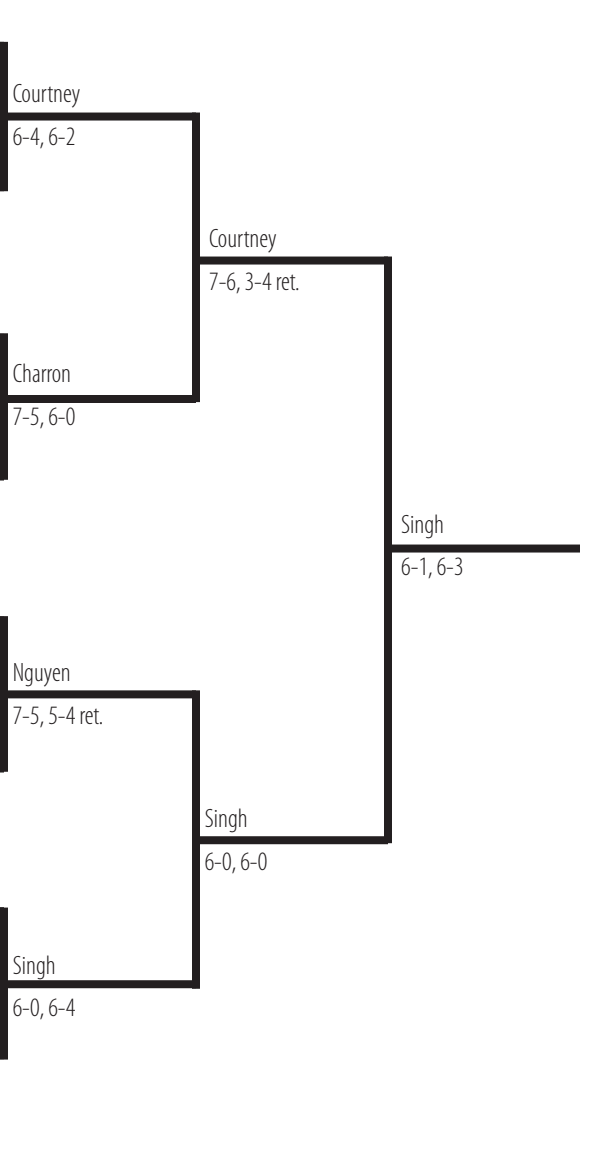 Courtney
6-4, 6-2
Courtney
7-6, 3-4 ret.
Charron
7-5, 6-0
Singh
6-1, 6-3
Nguyen
7-5, 5-4 ret.
Singh
6-0, 6-0
Singh
6-0, 6-4